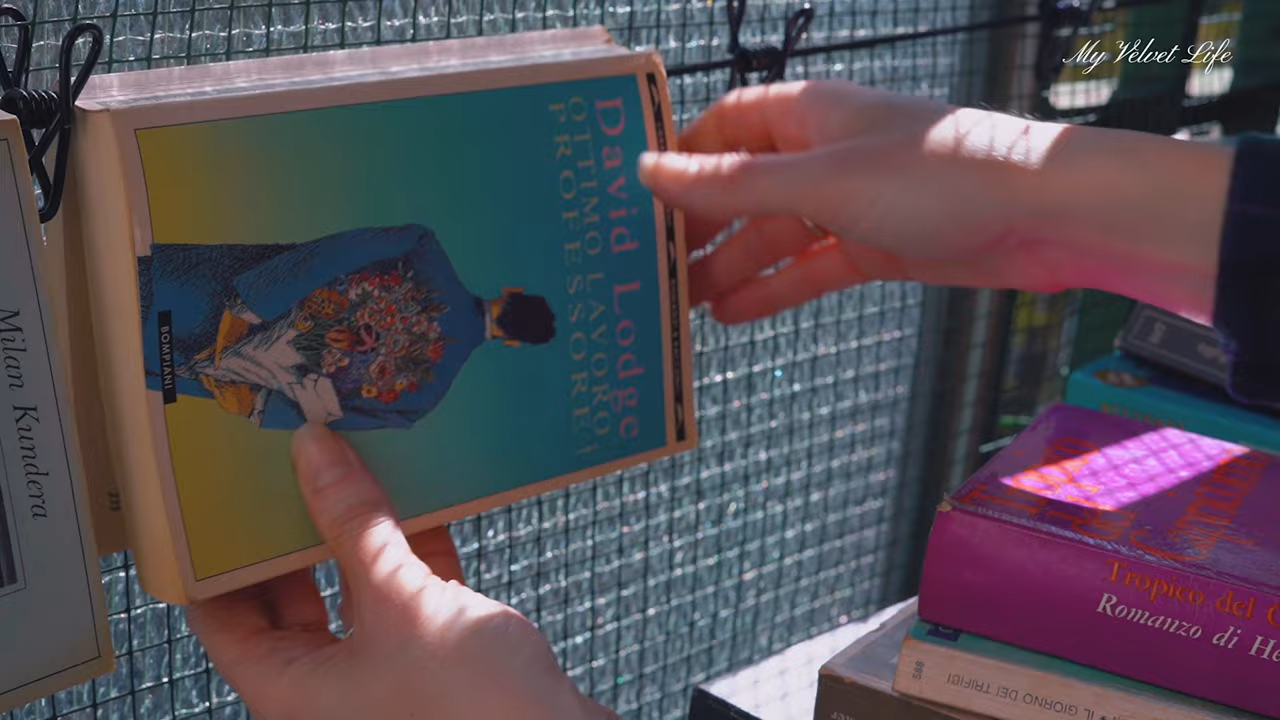 My Velvet Life
David Lodge
OTTIMO LAVORO,
PROFESSORE!
BOMPIANI
Milan Kundera
Tropico del
Romanzo di He
IL GIORNO DEI TRIFIDI